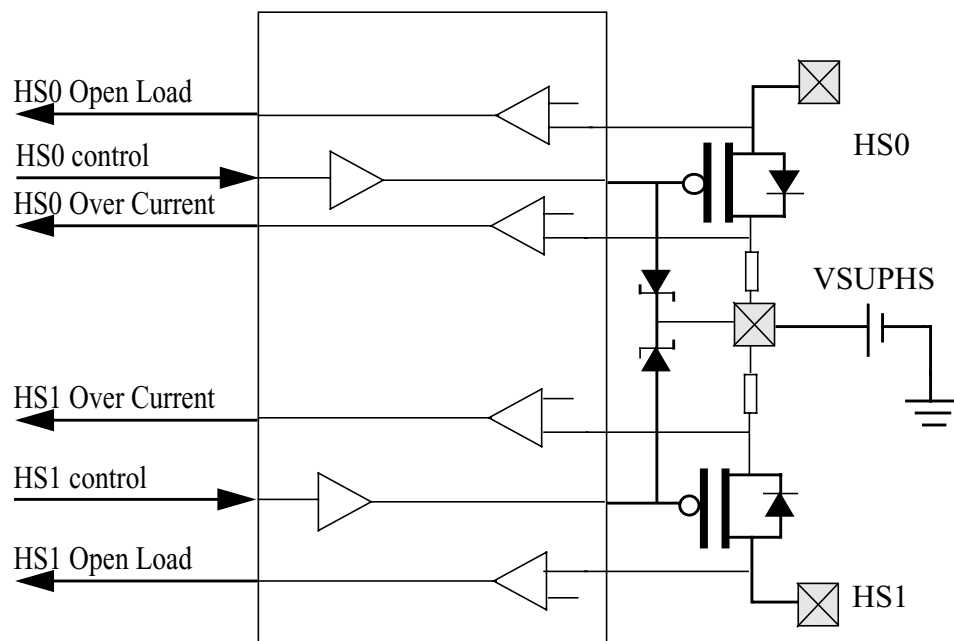 HS0 Open Load
HS0 control
HS0
HS0 Over Current
VSUPHS
HS1 Over Current
HS1 control
HS1 Open Load
HS1